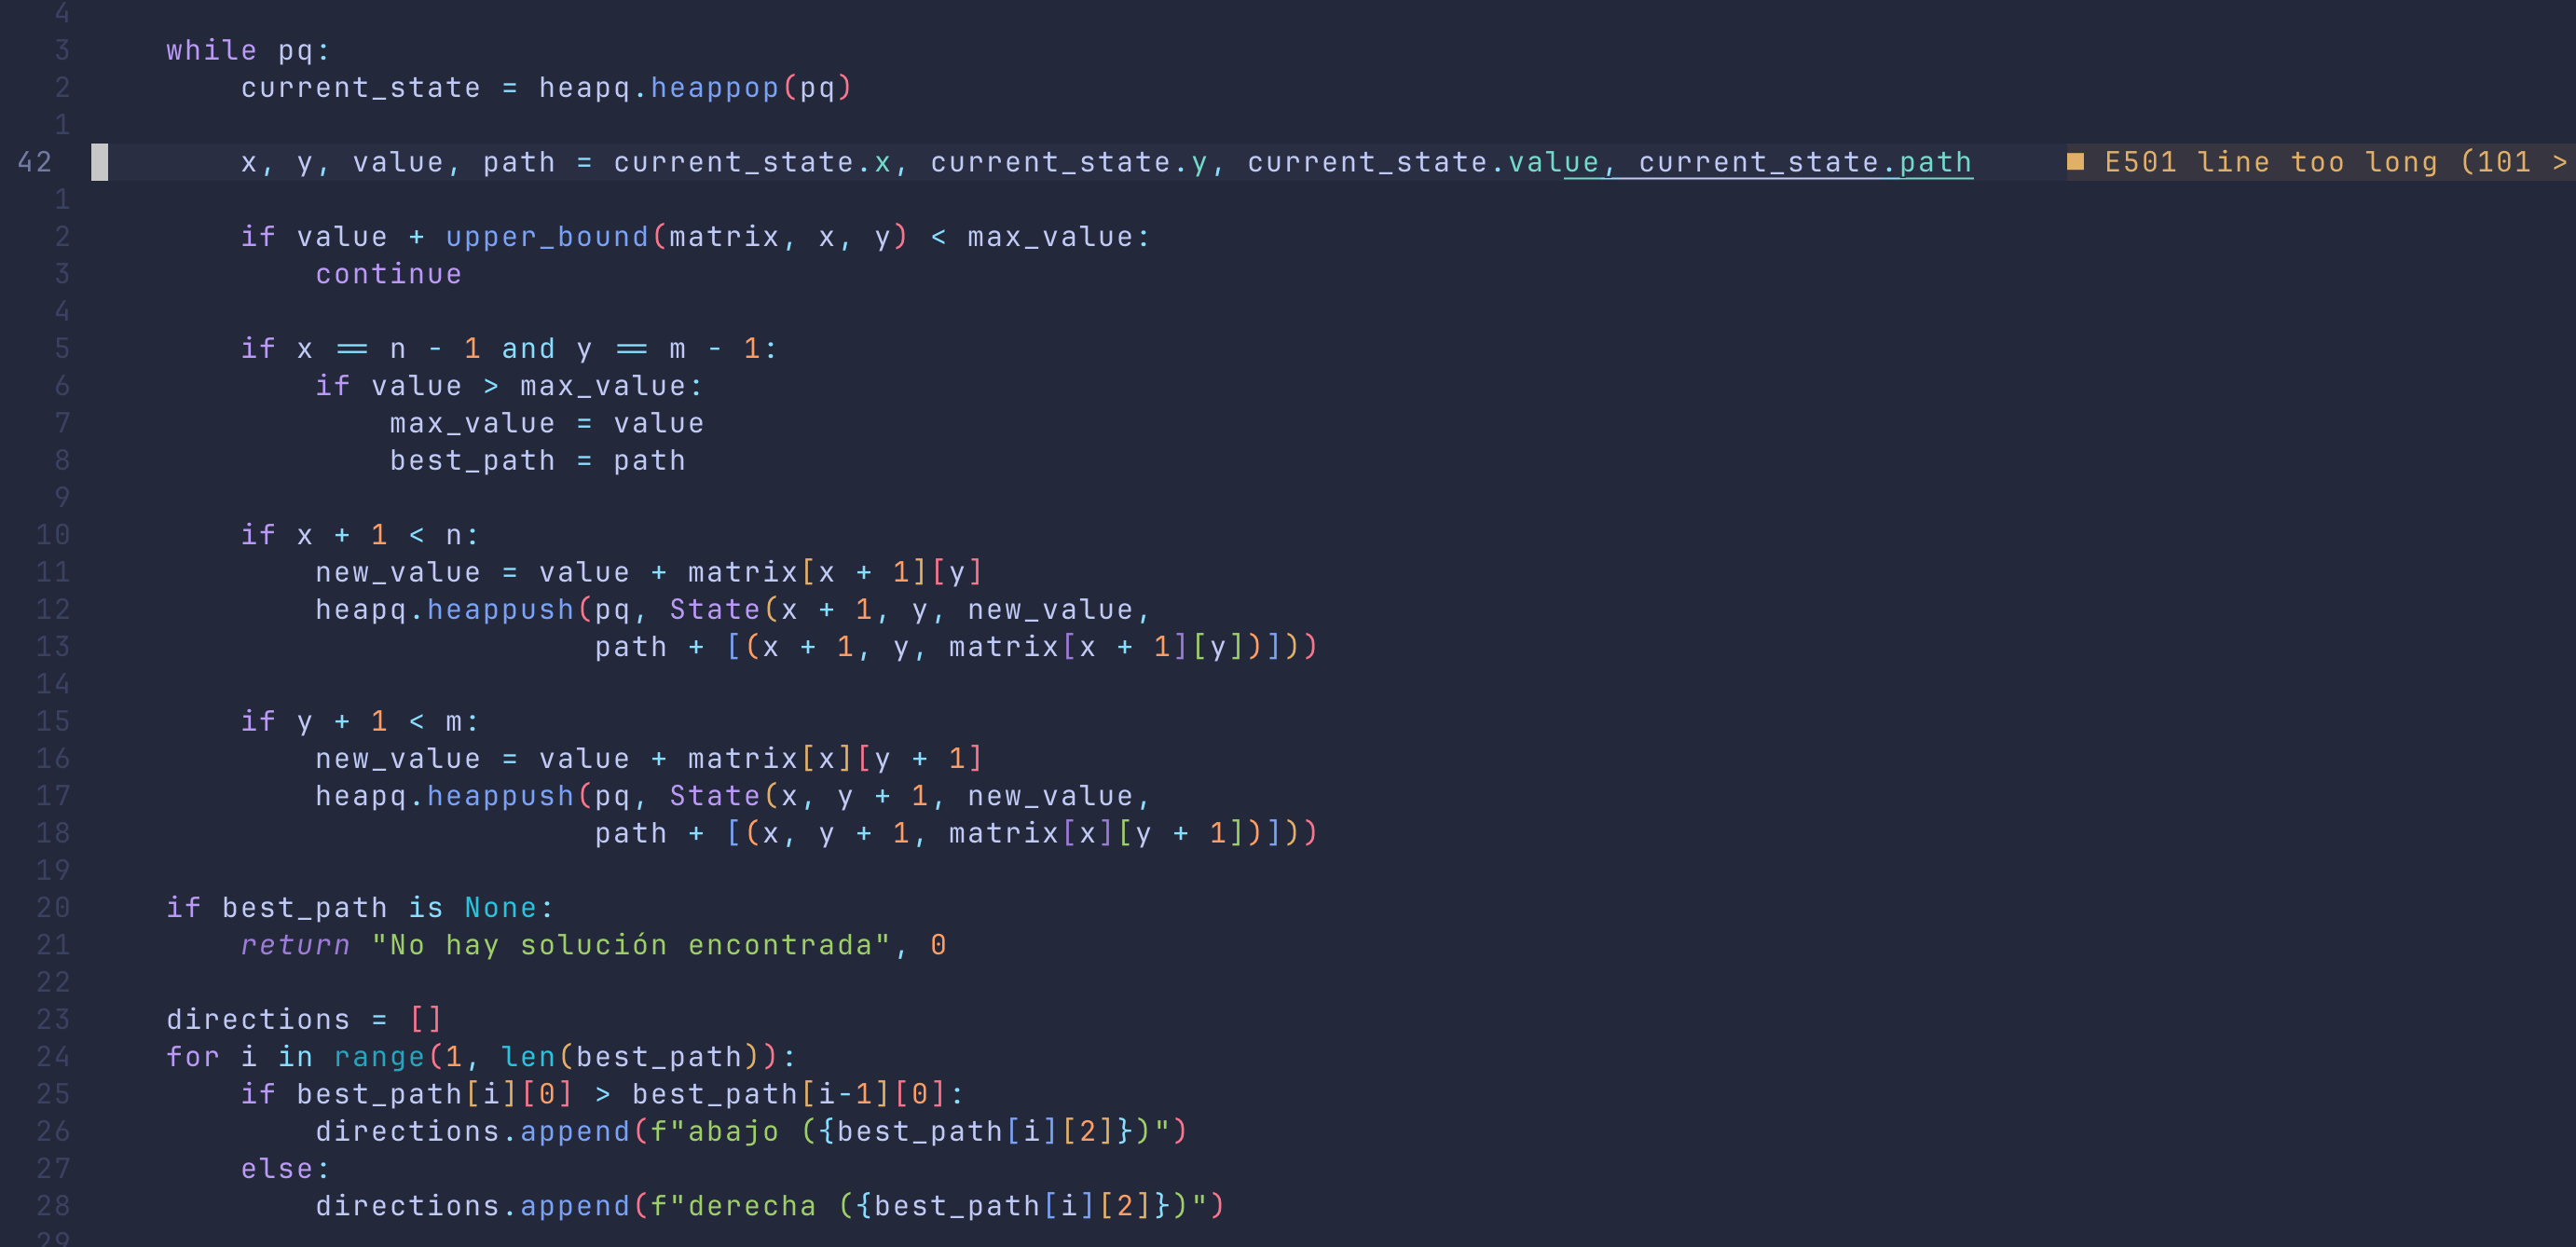 4
3     while pq:
2         current_state = heapq.heappop(pq)
1
42         x, y, value, path = current_state.x, current_state.y, current_state.value, current_state.path     ■ E501 line too long (101 >
1
2         if value + upper_bound(matrix, x, y) < max_value:
3             continue
4
5         if x == n - 1 and y == m - 1:
6             if value > max_value:
7                 max_value = value
8                 best_path = path
9
10         if x + 1 < n:
11             new_value = value + matrix[x + 1][y]
12             heapq.heappush(pq, State(x + 1, y, new_value,
13                            path + [(x + 1, y, matrix[x + 1][y])]))
14
15         if y + 1 < m:
16             new_value = value + matrix[x][y + 1]
17             heapq.heappush(pq, State(x, y + 1, new_value,
18                            path + [(x, y + 1, matrix[x][y + 1])]))
19
20     if best_path is None:
21         return "No hay solución encontrada", 0
22
23     directions = []
24     for i in range(1, len(best_path)):
25         if best_path[i][0] > best_path[i-1][0]:
26             directions.append(f"abajo ({best_path[i][2]})")
27         else:
28             directions.append(f"derecha ({best_path[i][2]})")
29